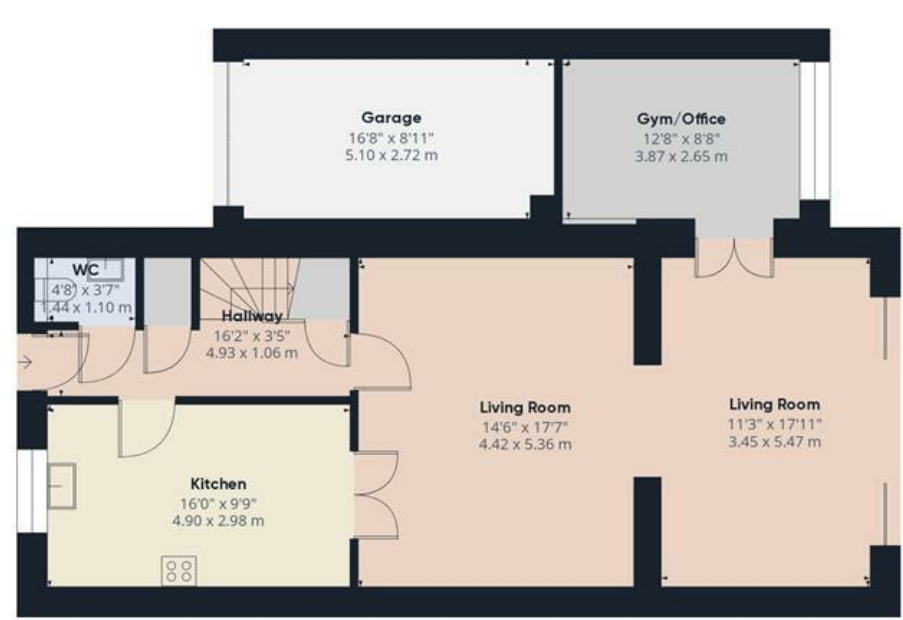 Garage
16'8" x 8'11"
5.10 x 2.72 m
Gym/Office
12'8" x 8'8"
3.87 x 2.65 m
WC
4'8" x 3'7"
1.44 x 1.10 m
Hallway
16'2" x 3'5"
4.93 x 1.06 m
Living Room
14'6" x 17'7"
4.42 x 5.36 m
Living Room
11'3" x 17'11"
3.45 x 5.47 m
Kitchen
16'0" x 9'9"
4.90 x 2.98 m